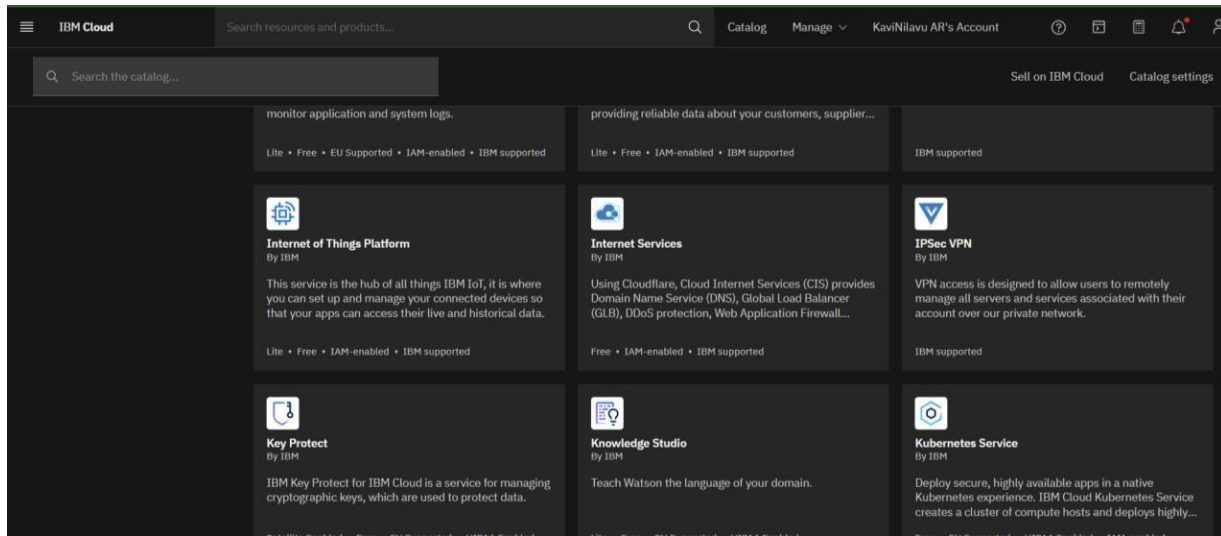 IBM Cloud
Search resources and products...
Catalog
Manage
KaviNilavu AR's Account
Search the catalog...
Sell on IBM Cloud
Catalog settings
monitor application and system logs.
Lite • Free • EU Supported • IAM-enabled • IBM supported
providing reliable data about your customers, supplier...
Lite • Free • IAM-enabled • IBM supported
IBM supported
Internet of Things Platform
By IBM
This service is the hub of all things IBM IoT, it is where
you can set up and manage your connected devices so
that your apps can access their live and historical data.
Lite • Free • IAM-enabled • IBM supported
Internet Services
By IBM
Using Cloudflare, Cloud Internet Services (CIS) provides
Domain Name Service (DNS), Global Load Balancer
(GLB), DDoS protection, Web Application Firewall...
Free • IAM-enabled • IBM supported
IPSec VPN
By IBM
VPN access is designed to allow users to remotely
manage all servers and services associated with their
account over our private network.
IBM supported
Key Protect
By IBM
IBM Key Protect for IBM Cloud is a service for managing
cryptographic keys, which are used to protect data.
Knowledge Studio
By IBM
Teach Watson the language of your domain.
Kubernetes Service
By IBM
Deploy secure, highly available apps in a native
Kubernetes experience. IBM Cloud Kubernetes Service
creates a cluster of compute hosts and deploys highly...